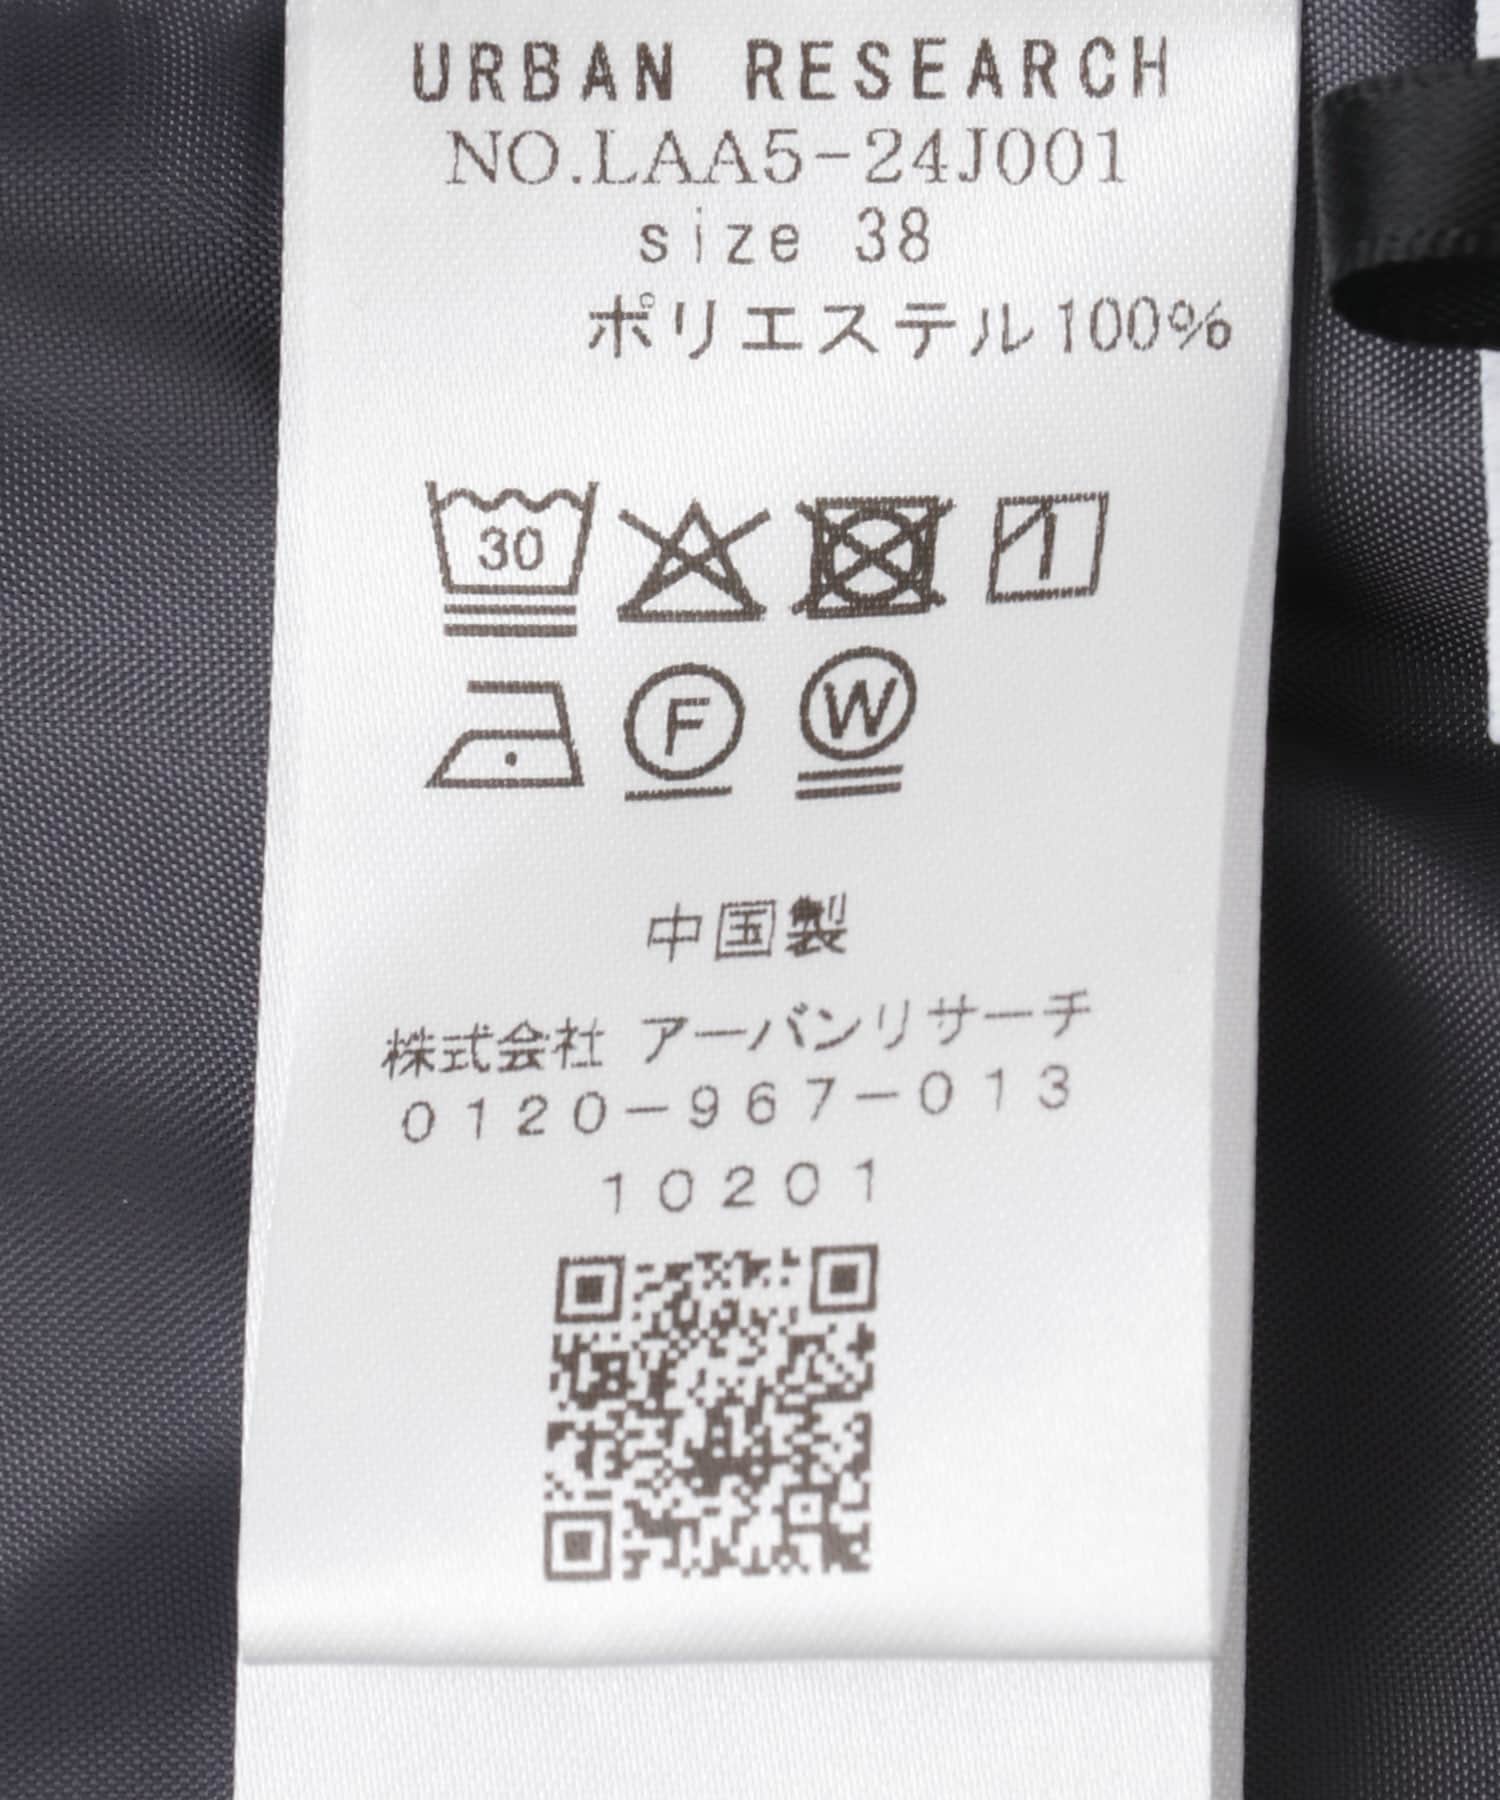 URBAN RESEARCH
NO.LAA5-24J001
size 38
ポリエステル100%
30
F
W
中国製
株式会社 アーバンリサーチ
0120-967-013
10201